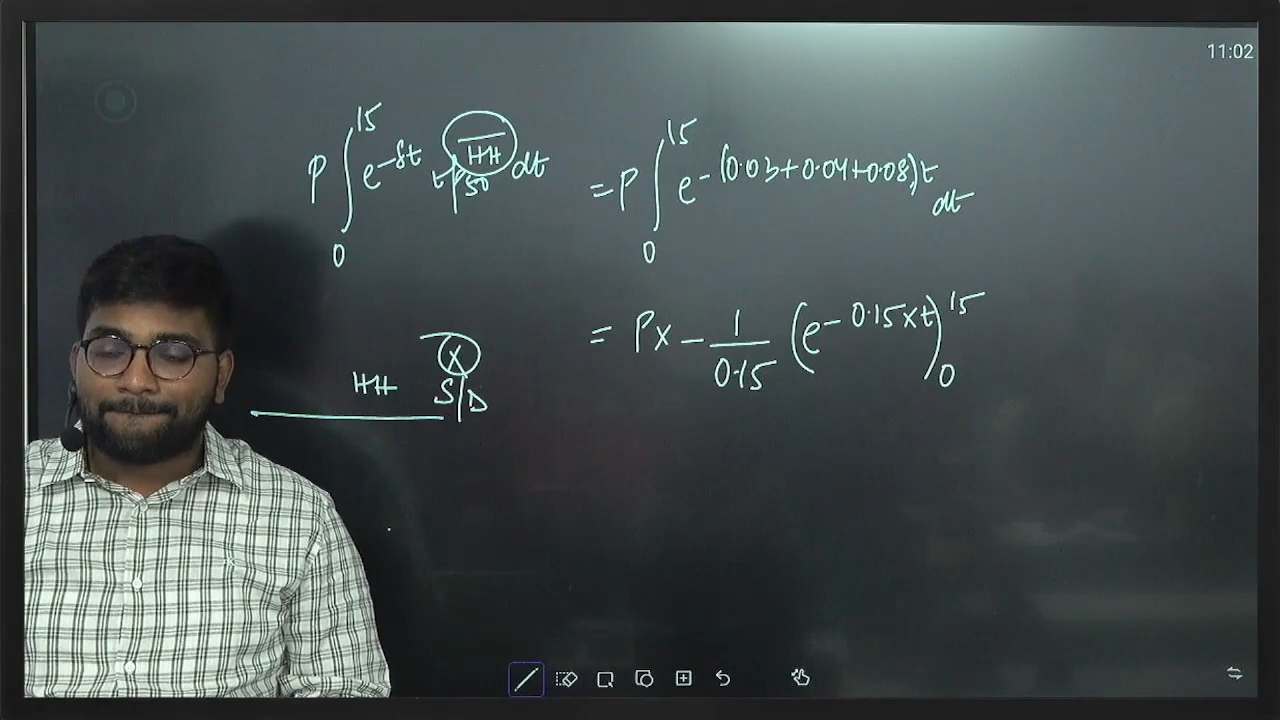 11:02
P ∫₀¹⁵ e^{-δt} ₜp₅₀^{\overline{HH}} dt = P ∫₀¹⁵ e^{-(0.03+0.04+0.08)t} dt
= P× - 1/0.15 (e^{-0.15×t})₀¹⁵
HH X
S/D